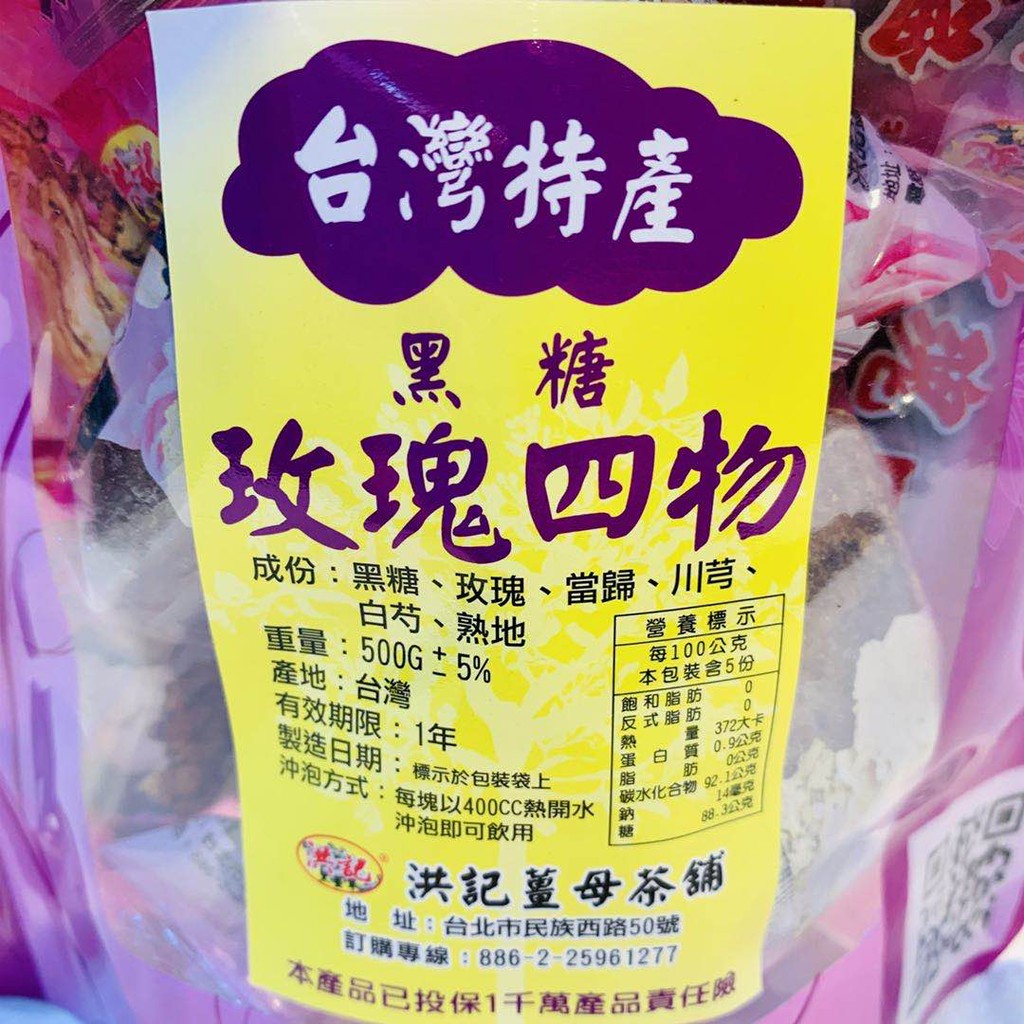 台灣特產
黑糖
玫瑰四物
成份：黑糖、玫瑰、當歸、川芎、
白芍、熟地
重量：500G±5%
產地：台灣
有效期限：1年
製造日期：標示於包裝袋上
沖泡方式：每塊以400CC熱開水
沖泡即可飲用
營養標示
每100公克
本包裝含5份
飽和脂肪 0
反式脂肪 0
熱量 372大卡
蛋白質 0.9公克
脂肪 0公克
碳水化合物 92.1公克
鈉 14毫克
糖 88.3公克
洪記
洪記薑母茶舖
地址：台北市民族西路50號
訂購專線：886-2-25961277
本產品已投保1千萬產品責任險